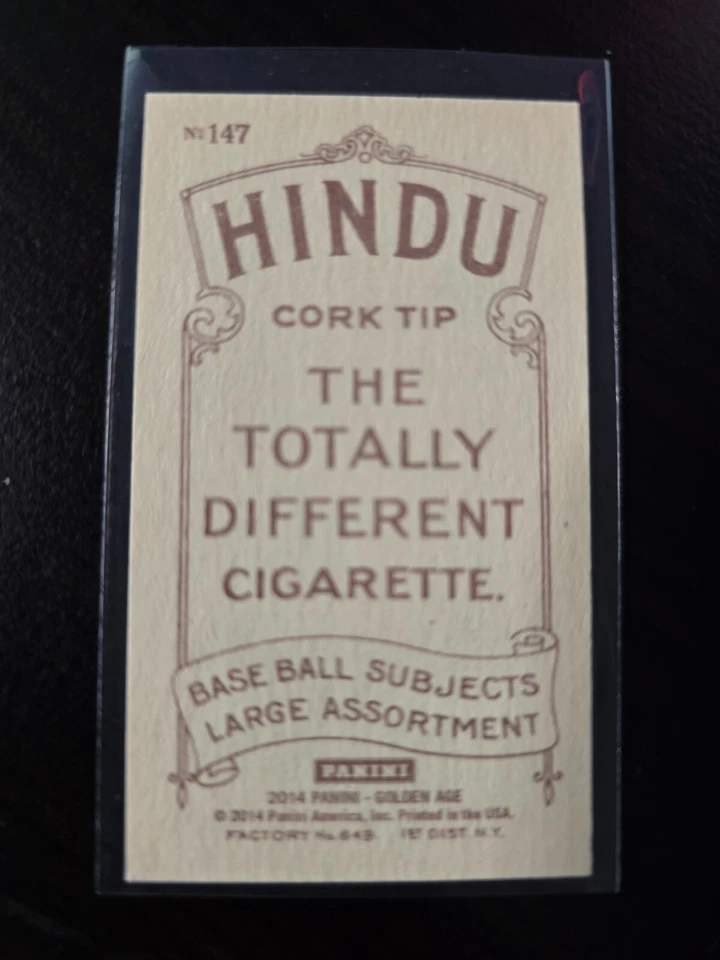 No 147
HINDU
CORK TIP
THE
TOTALLY
DIFFERENT
CIGARETTE.
BASE BALL SUBJECTS
LARGE ASSORTMENT
PANINI
2014 PANINI - GOLDEN AGE
© 2014 Panini America, Inc. Printed in the USA.
FACTORY No. 649 1ST DIST. N.Y.